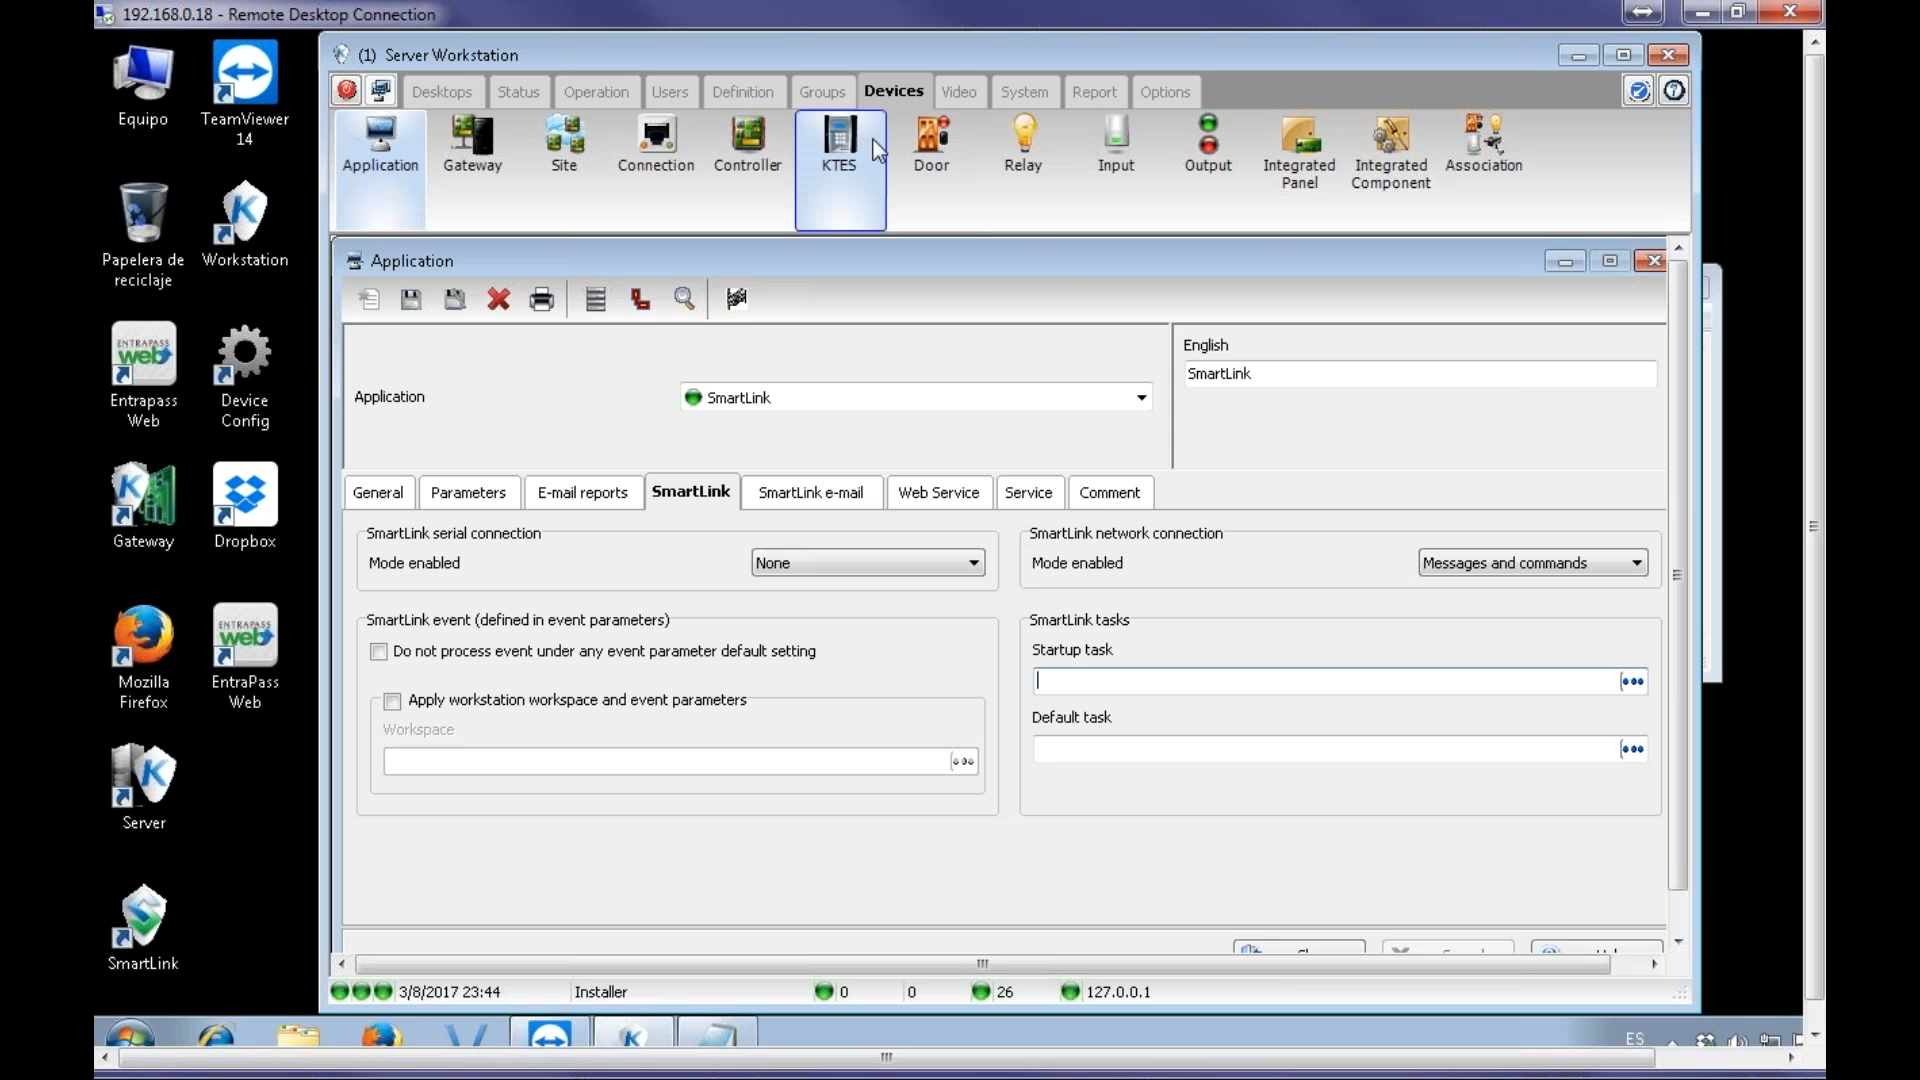 192.168.0.18 - Remote Desktop Connection
Equipo
TeamViewer
14
Papelera de
reciclaje
Workstation
ENTRAPASS
web
Entrapass
Web
Device
Config
Gateway
Dropbox
Mozilla
Firefox
ENTRAPASS
web
EntraPass
Web
Server
SmartLink
(1) Server Workstation
Desktops
Status
Operation
Users
Definition
Groups
Devices
Video
System
Report
Options
Application
Gateway
Site
Connection
Controller
KTES
Door
Relay
Input
Output
Integrated
Panel
Integrated
Component
Association
Application
Application
SmartLink
English
SmartLink
General
Parameters
E-mail reports
SmartLink
SmartLink e-mail
Web Service
Service
Comment
SmartLink serial connection
Mode enabled
None
SmartLink network connection
Mode enabled
Messages and commands
SmartLink event (defined in event parameters)
Do not process event under any event parameter default setting
Apply workstation workspace and event parameters
Workspace
SmartLink tasks
Startup task
Default task
3/8/2017 23:44
Installer
0
0
26
127.0.0.1
ES